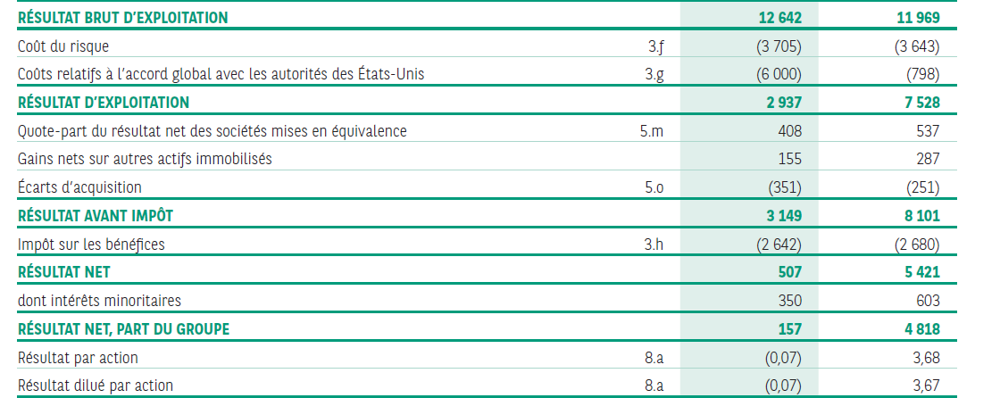 RÉSULTAT BRUT D'EXPLOITATION 12 642 11 969
Coût du risque 3.f (3 705) (3 643)
Coûts relatifs à l'accord global avec les autorités des États-Unis 3.g (6 000) (798)
RÉSULTAT D'EXPLOITATION 2 937 7 528
Quote-part du résultat net des sociétés mises en équivalence 5.m 408 537
Gains nets sur autres actifs immobilisés 155 287
Écarts d'acquisition 5.o (351) (251)
RÉSULTAT AVANT IMPÔT 3 149 8 101
Impôt sur les bénéfices 3.h (2 642) (2 680)
RÉSULTAT NET 507 5 421
dont intérêts minoritaires 350 603
RÉSULTAT NET, PART DU GROUPE 157 4 818
Résultat par action 8.a (0,07) 3,68
Résultat dilué par action 8.a (0,07) 3,67